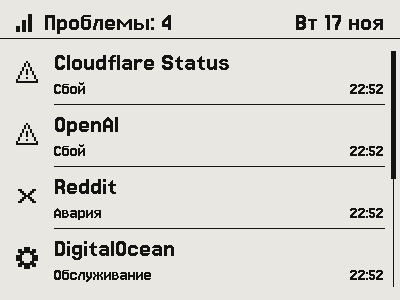 Проблемы: 4 Вт 17 ноя
Cloudflare Status
Сбой 22:52
OpenAI
Сбой 22:52
Reddit
Авария 22:52
DigitalOcean
Обслуживание 22:52